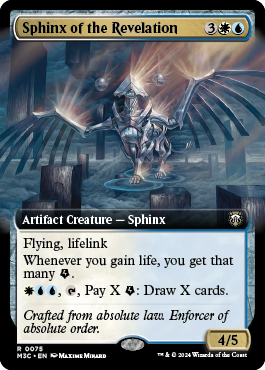 Sphinx of the Revelation 3
Artifact Creature — Sphinx
Flying, lifelink
Whenever you gain life, you get that
many .
, , Pay X : Draw X cards.
Crafted from absolute law. Enforcer of
absolute order.
4/5
R 0075
M3C • EN Maxime Minard
™ & © 2024 Wizards of the Coast